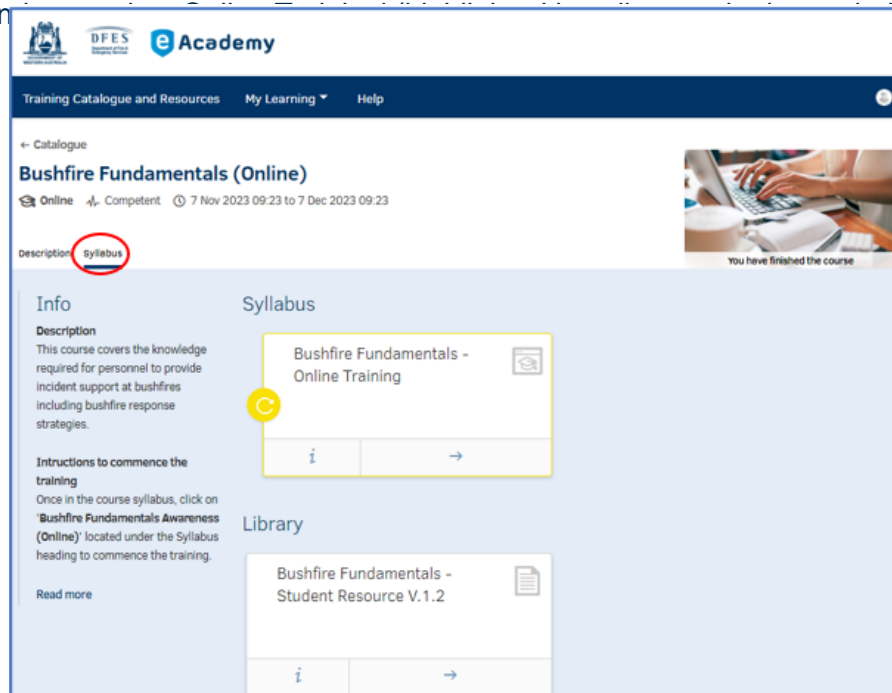 GOVERNMENT OF
WESTERN AUSTRALIA
DFES
Department of Fire &
Emergency Services
e Academy
Training Catalogue and Resources My Learning Help
← Catalogue
Bushfire Fundamentals (Online)
Online Competent 7 Nov 2023 09:23 to 7 Dec 2023 09:23
Description Syllabus
You have finished the course
Info
Description
This course covers the knowledge
required for personnel to provide
incident support at bushfires
including bushfire response
strategies.
Intructions to commence the
training
Once in the course syllabus, click on
'Bushfire Fundamentals Awareness
(Online)' located under the Syllabus
heading to commence the training.
Read more
Syllabus
Bushfire Fundamentals -
Online Training
i →
Library
Bushfire Fundamentals -
Student Resource V.1.2
i →